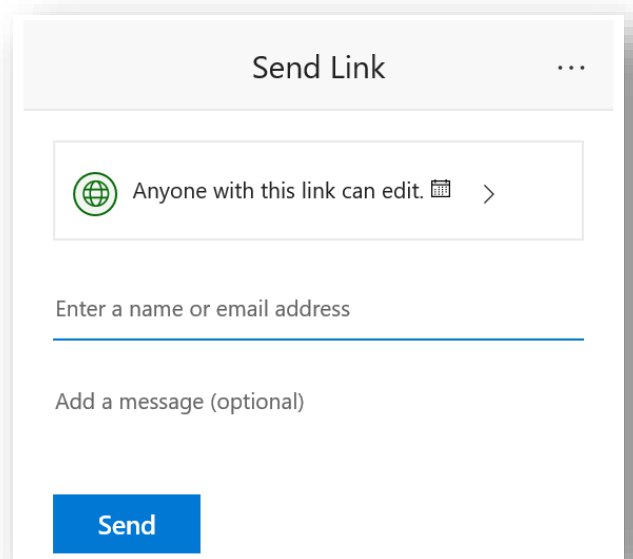 Send Link
...
Anyone with this link can edit.
Enter a name or email address
Add a message (optional)
Send